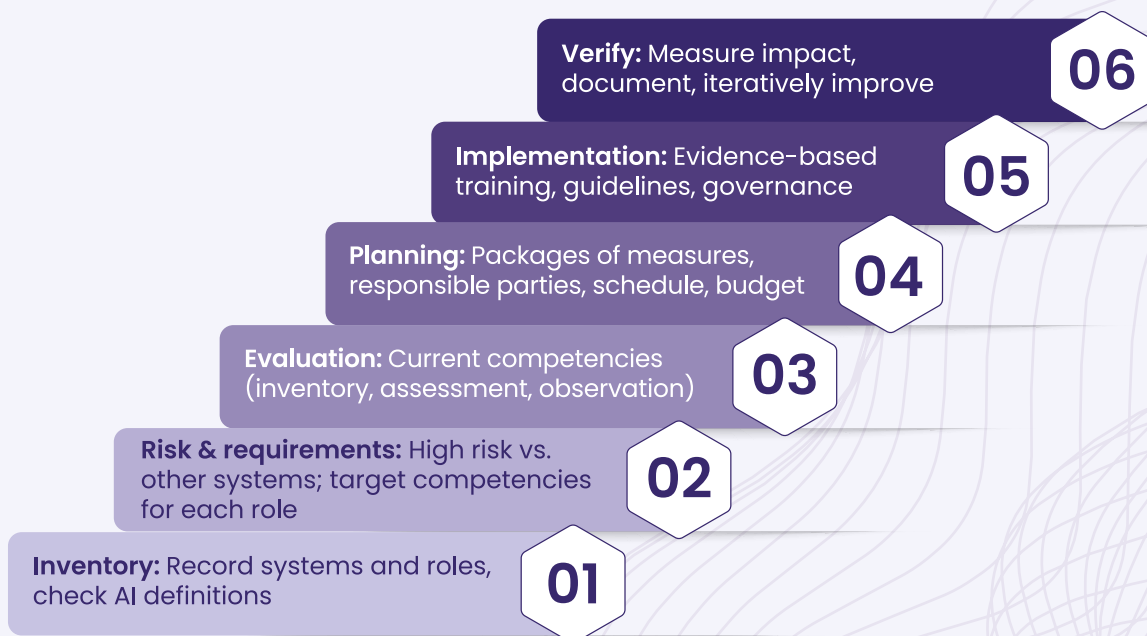 Verify: Measure impact,
document, iteratively improve
06
Implementation: Evidence-based
training, guidelines, governance
05
Planning: Packages of measures,
responsible parties, schedule, budget
04
Evaluation: Current competencies
(inventory, assessment, observation)
03
Risk & requirements: High risk vs.
other systems; target competencies
for each role
02
Inventory: Record systems and roles,
check AI definitions
01